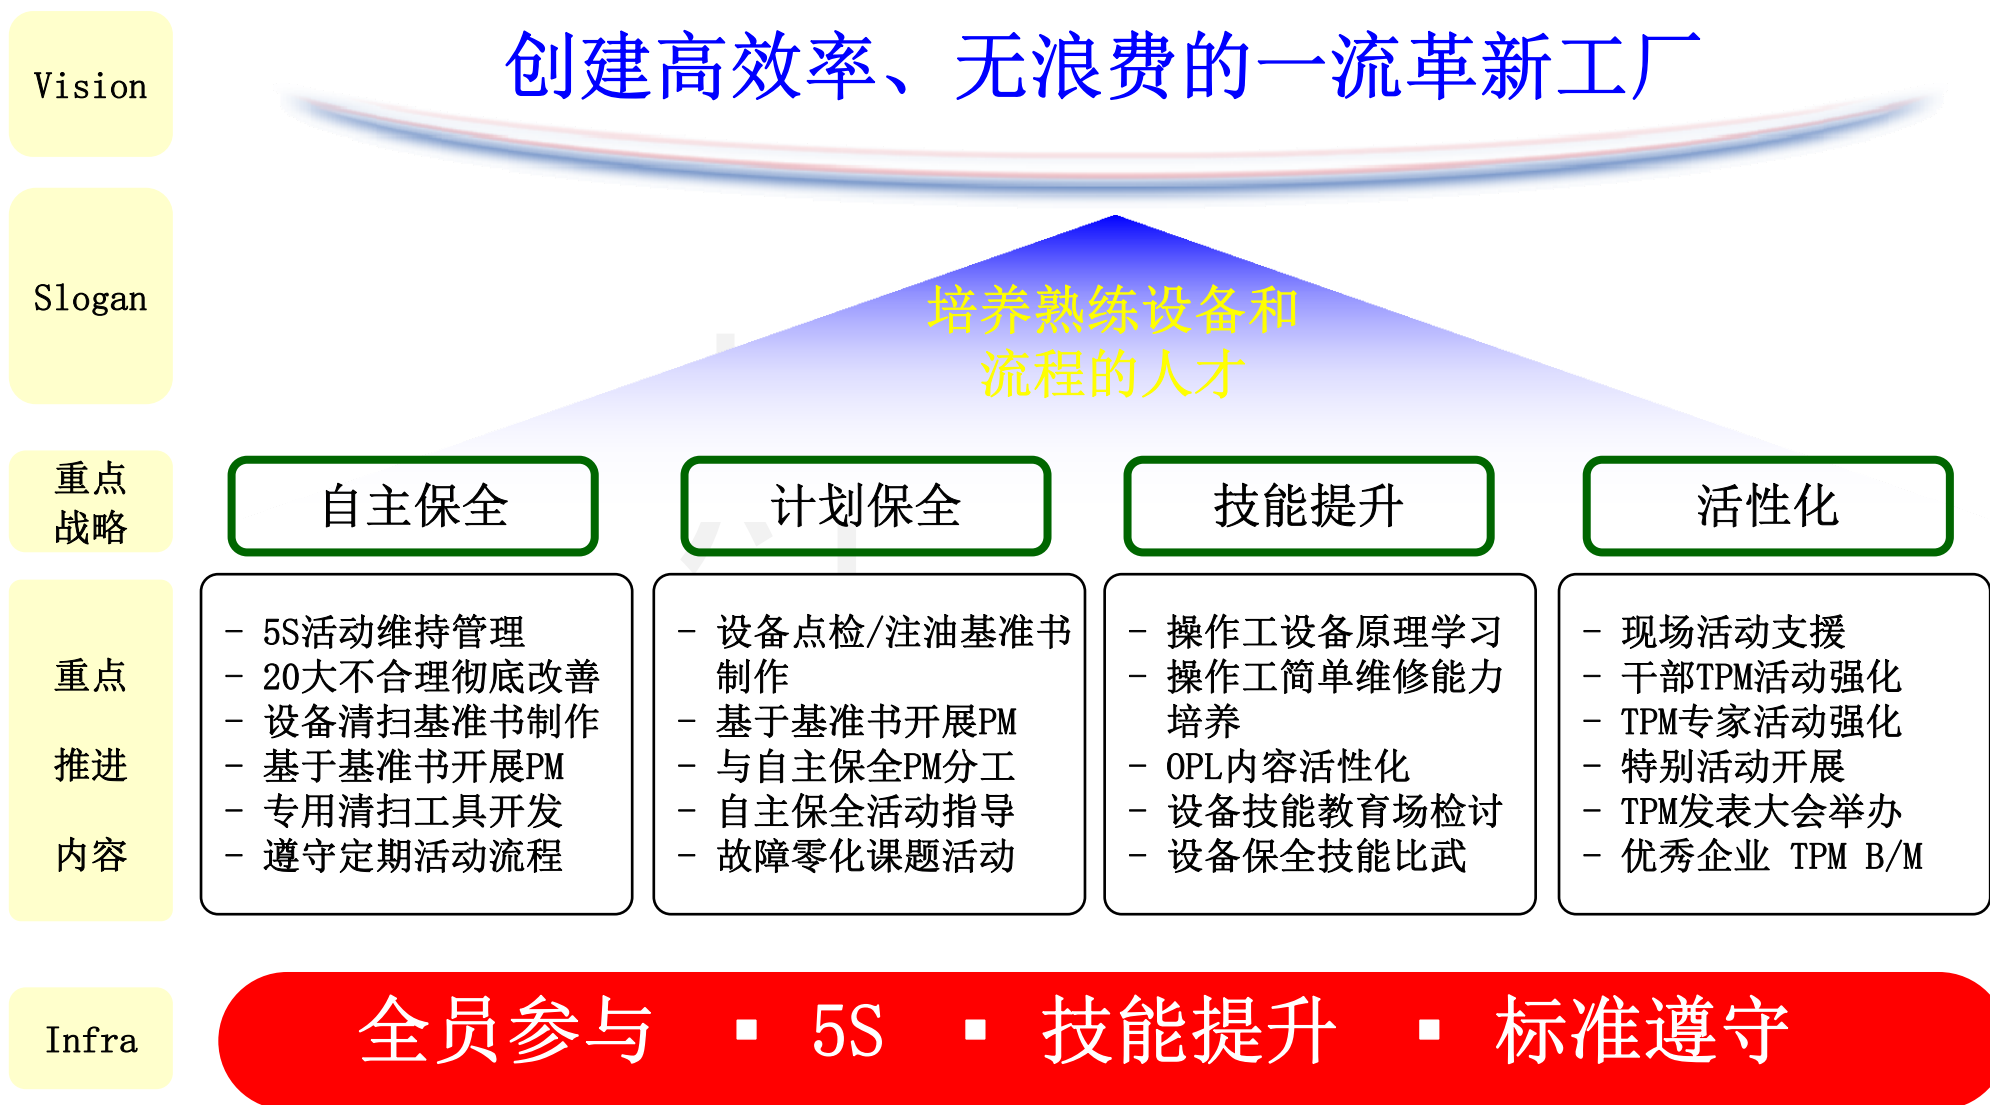 Vision
创建高效率、无浪费的一流革新工厂
Slogan
培养熟练设备和
流程的人才
重点
战略
自主保全
计划保全
技能提升
活性化
重点
推进
内容
- 5S活动维持管理
- 20大不合理彻底改善
- 设备清扫基准书制作
- 基于基准书开展PM
- 专用清扫工具开发
- 遵守定期活动流程
- 设备点检/注油基准书
制作
- 基于基准书开展PM
- 与自主保全PM分工
- 自主保全活动指导
- 故障零化课题活动
- 操作工设备原理学习
- 操作工简单维修能力
培养
- OPL内容活性化
- 设备技能教育场检讨
- 设备保全技能比武
- 现场活动支援
- 干部TPM活动强化
- TPM专家活动强化
- 特别活动开展
- TPM发表大会举办
- 优秀企业 TPM B/M
Infra
全员参与 ▪ 5S ▪ 技能提升 ▪ 标准遵守